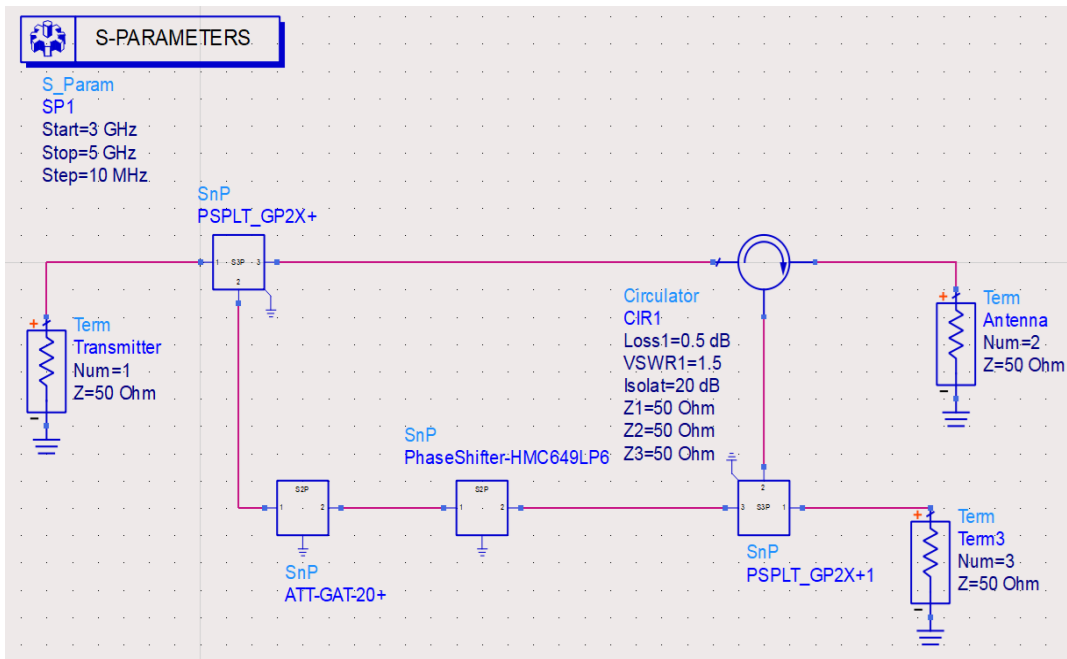 S-PARAMETERS
S_Param
SP1
Start=3 GHz
Stop=5 GHz
Step=10 MHz
SnP
PSPLT_GP2X+
1 S3P 3
2
+
Term
Transmitter
Num=1
Z=50 Ohm
-
Circulator
CIR1
Loss1=0.5 dB
VSWR1=1.5
Isolat=20 dB
Z1=50 Ohm
Z2=50 Ohm
Z3=50 Ohm
+
Term
Antenna
Num=2
Z=50 Ohm
-
SnP
PhaseShifter-HMC649LP6
S2P
1 2
SnP
ATT-GAT-20+
S2P
1 2
2
3 S3P 1
SnP
PSPLT_GP2X+1
+
Term
Term3
Num=3
Z=50 Ohm
-